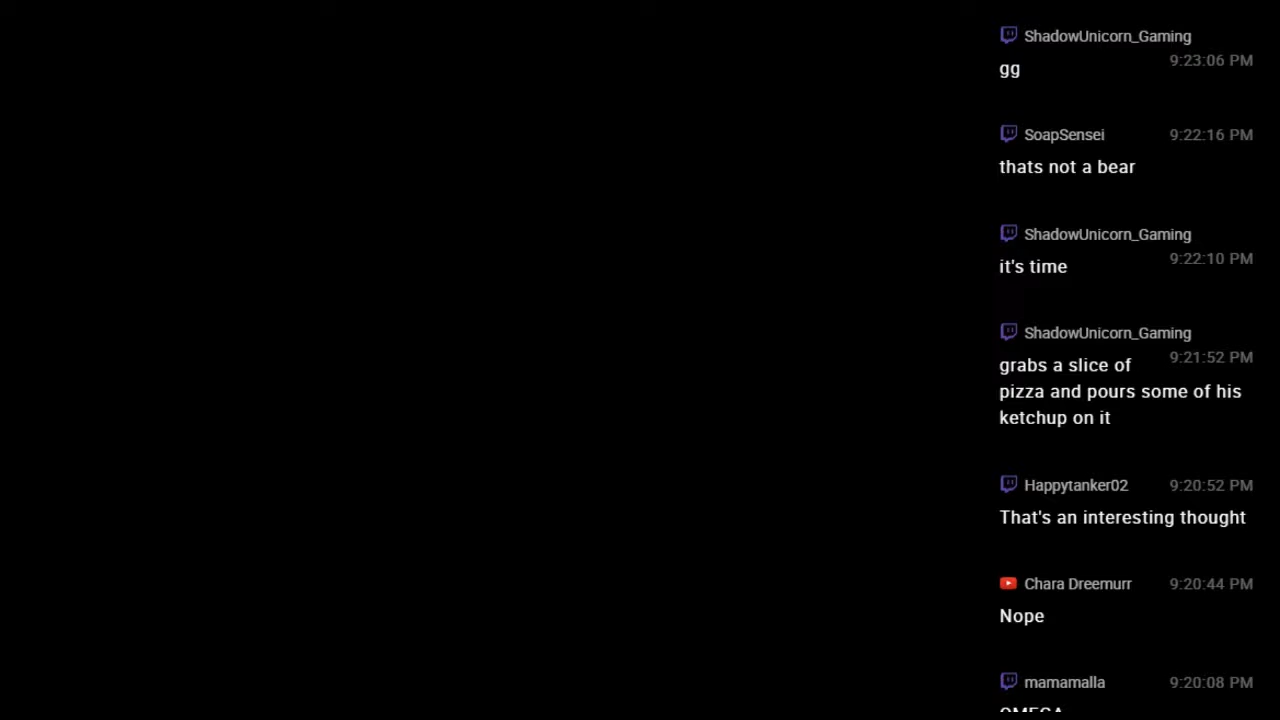 ShadowUnicorn_Gaming
9:23:06 PM
gg
SoapSensei 9:22:16 PM
thats not a bear
ShadowUnicorn_Gaming
9:22:10 PM
it's time
ShadowUnicorn_Gaming
9:21:52 PM
grabs a slice of
pizza and pours some of his
ketchup on it
Happytanker02 9:20:52 PM
That's an interesting thought
Chara Dreemurr 9:20:44 PM
Nope
mamamalla 9:20:08 PM
OMEGA